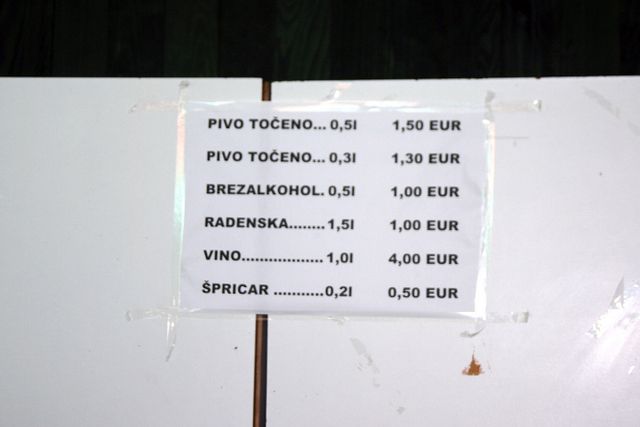 PIVO TOČENO... 0,5l 1,50 EUR
PIVO TOČENO... 0,3l 1,30 EUR
BREZALKOHOL. 0,5l 1,00 EUR
RADENSKA........ 1,5l 1,00 EUR
VINO.................. 1,0l 4,00 EUR
ŠPRICAR ...........0,2l 0,50 EUR